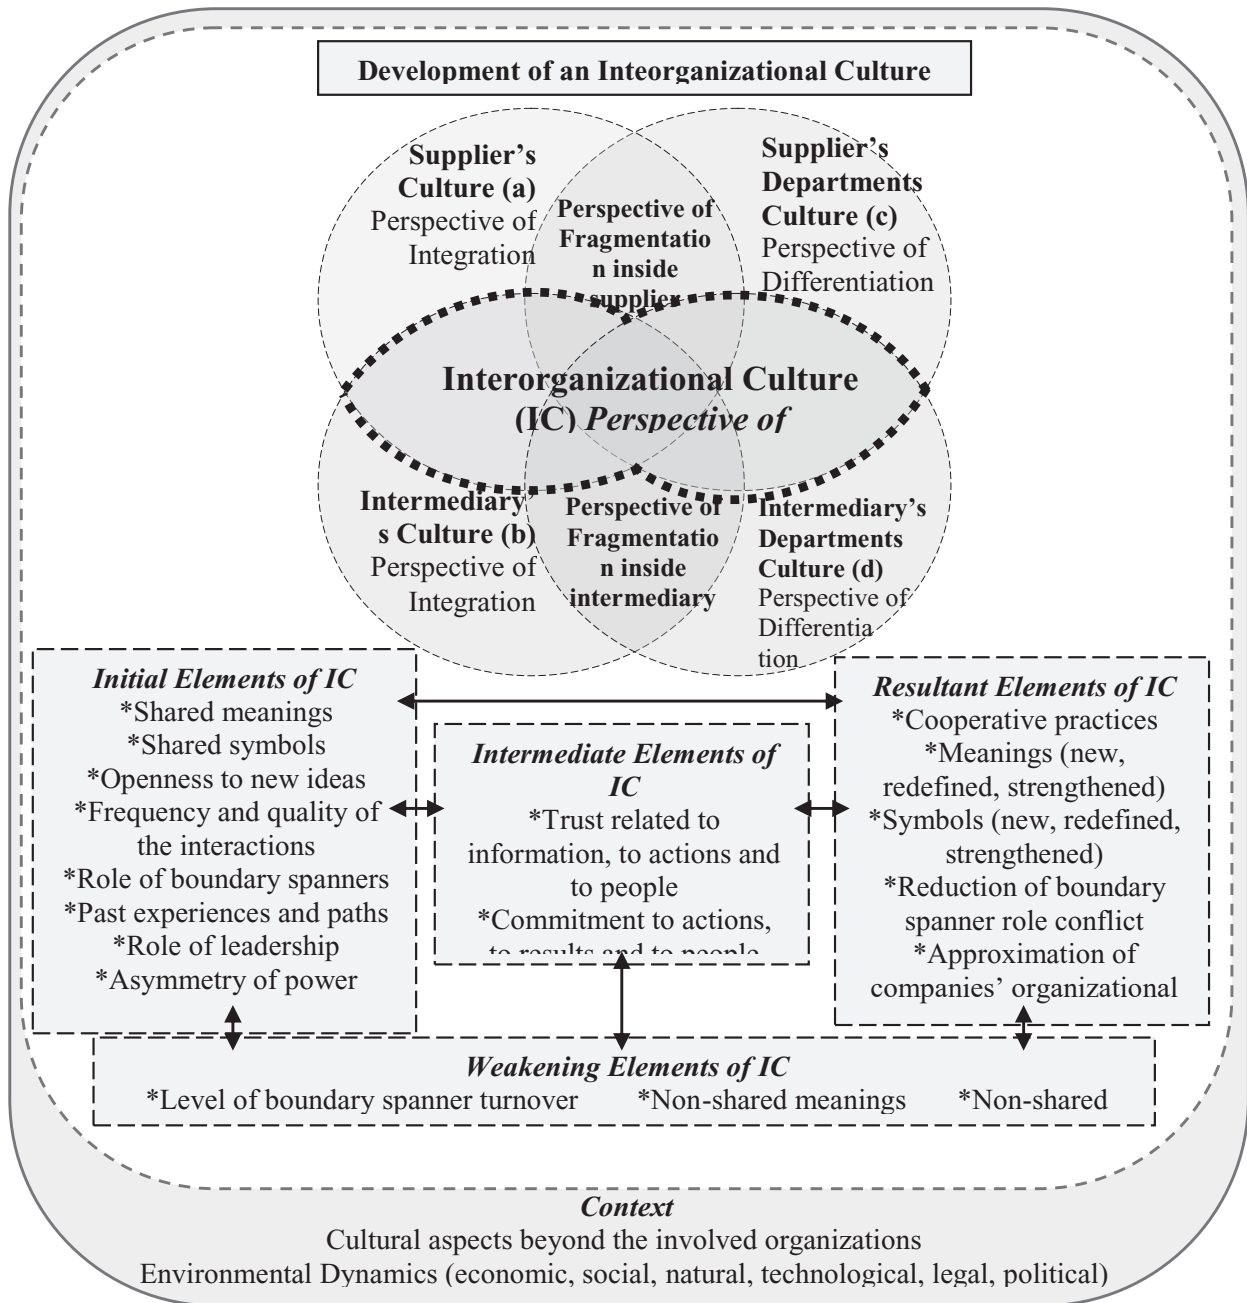 Development of an Inteorganizational Culture
Supplier's
Culture (a)
Perspective of
Integration
Perspective of
Fragmentatio
n inside
supplier
Supplier's
Departments
Culture (c)
Perspective of
Differentiation
Interorganizational Culture
(IC) Perspective of
Intermediary'
s Culture (b)
Perspective of
Integration
Perspective of
Fragmentatio
n inside
intermediary
Intermediary's
Departments
Culture (d)
Perspective of
Differentia
tion
Initial Elements of IC
*Shared meanings
*Shared symbols
*Openness to new ideas
*Frequency and quality of
the interactions
*Role of boundary spanners
*Past experiences and paths
*Role of leadership
*Asymmetry of power
Intermediate Elements of
IC
*Trust related to
information, to actions and
to people
*Commitment to actions,
to results and to people
Resultant Elements of IC
*Cooperative practices
*Meanings (new,
redefined, strengthened)
*Symbols (new, redefined,
strengthened)
*Reduction of boundary
spanner role conflict
*Approximation of
companies' organizational
Weakening Elements of IC
*Level of boundary spanner turnover *Non-shared meanings *Non-shared
Context
Cultural aspects beyond the involved organizations
Environmental Dynamics (economic, social, natural, technological, legal, political)